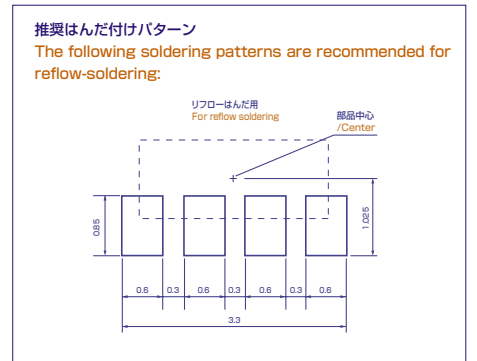 推奨はんだ付けパターン
The following soldering patterns are recommended for
reflow-soldering:
リフローはんだ用
For reflow soldering
部品中心
/Center
0.85
1.025
0.6 0.3 0.6 0.3 0.6 0.3 0.6
3.3